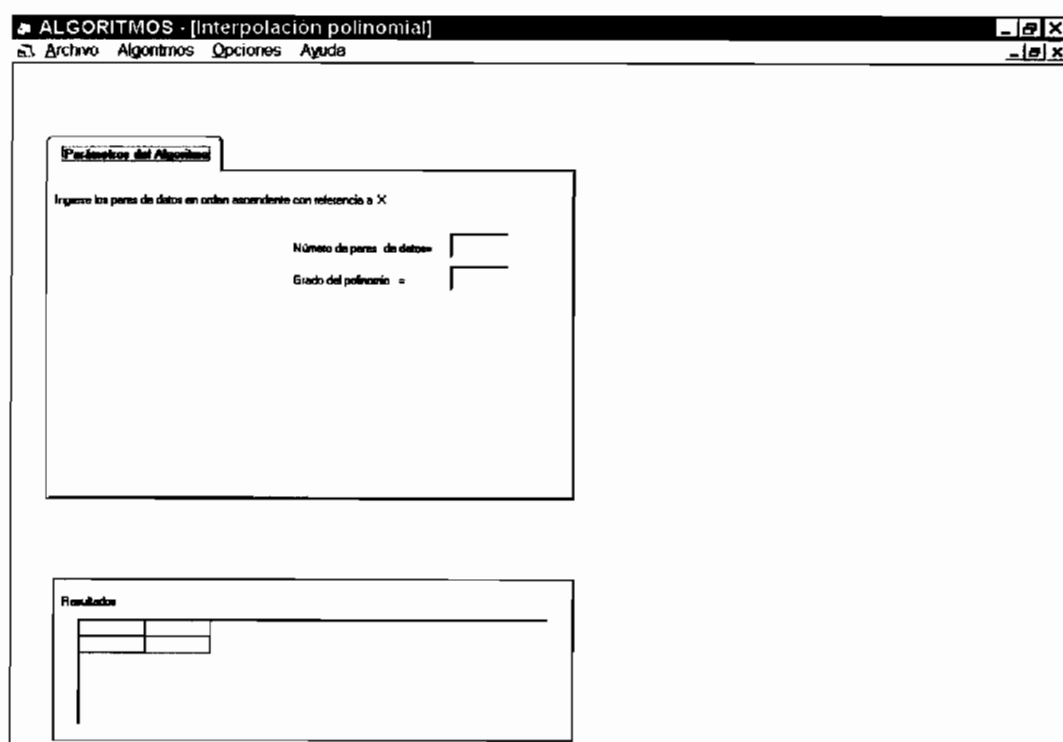 ALGORITMOS - [Interpolación polinomial]
Archivo Algoritmos Opciones Ayuda
Parámetros del Algoritmo
Ingrese los pares de datos en orden ascendente con referencia a X
Número de pares de datos=
Grado del polinomio =
Resultados